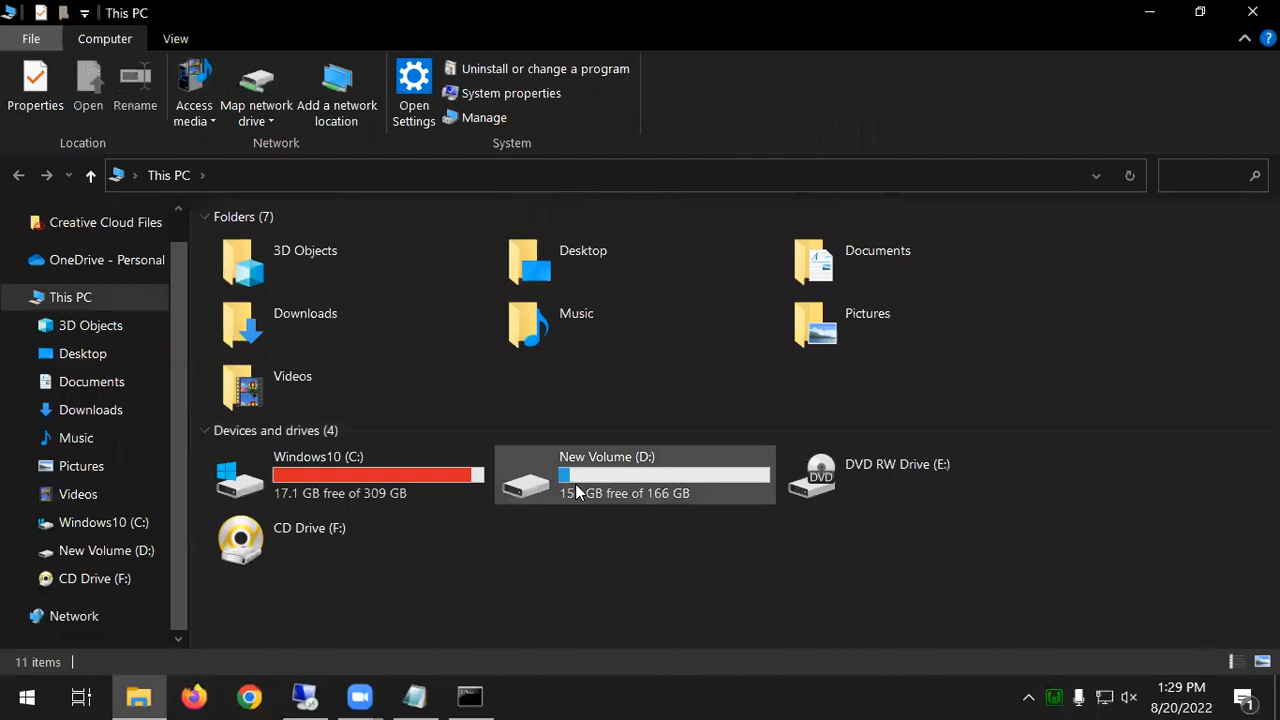 This PC
File
Computer
View
Properties
Open
Rename
Access media
Map network drive
Add a network location
Open Settings
Uninstall or change a program
System properties
Manage
Location
Network
System
This PC
Creative Cloud Files
OneDrive - Personal
This PC
3D Objects
Desktop
Documents
Downloads
Music
Pictures
Videos
Windows10 (C:)
New Volume (D:)
CD Drive (F:)
Network
Folders (7)
3D Objects
Desktop
Documents
Downloads
Music
Pictures
Videos
Devices and drives (4)
Windows10 (C:)
17.1 GB free of 309 GB
New Volume (D:)
GB free of 166 GB
DVD RW Drive (E:)
DVD
CD Drive (F:)
11 items
1:29 PM
8/20/2022
1